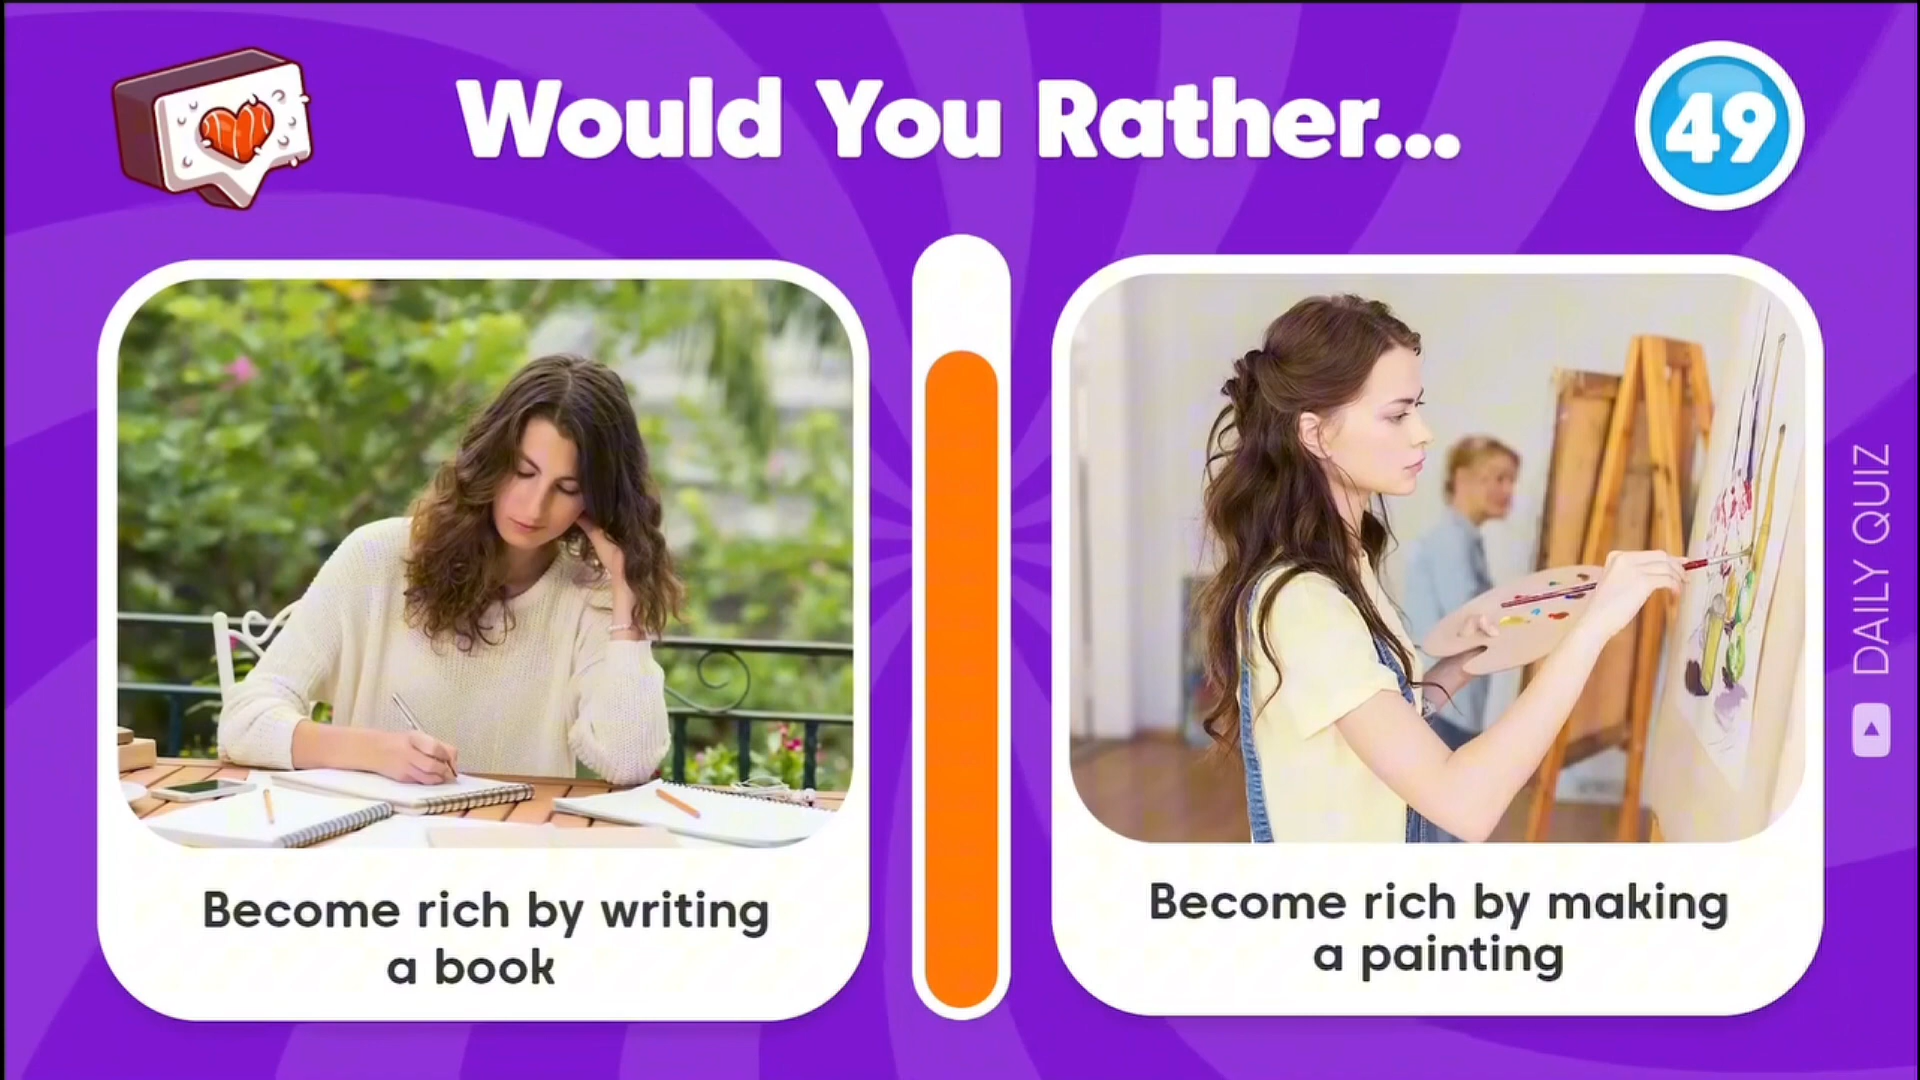 Would You Rather...
49
Become rich by writing
a book
Become rich by making
a painting
DAILY QUIZ